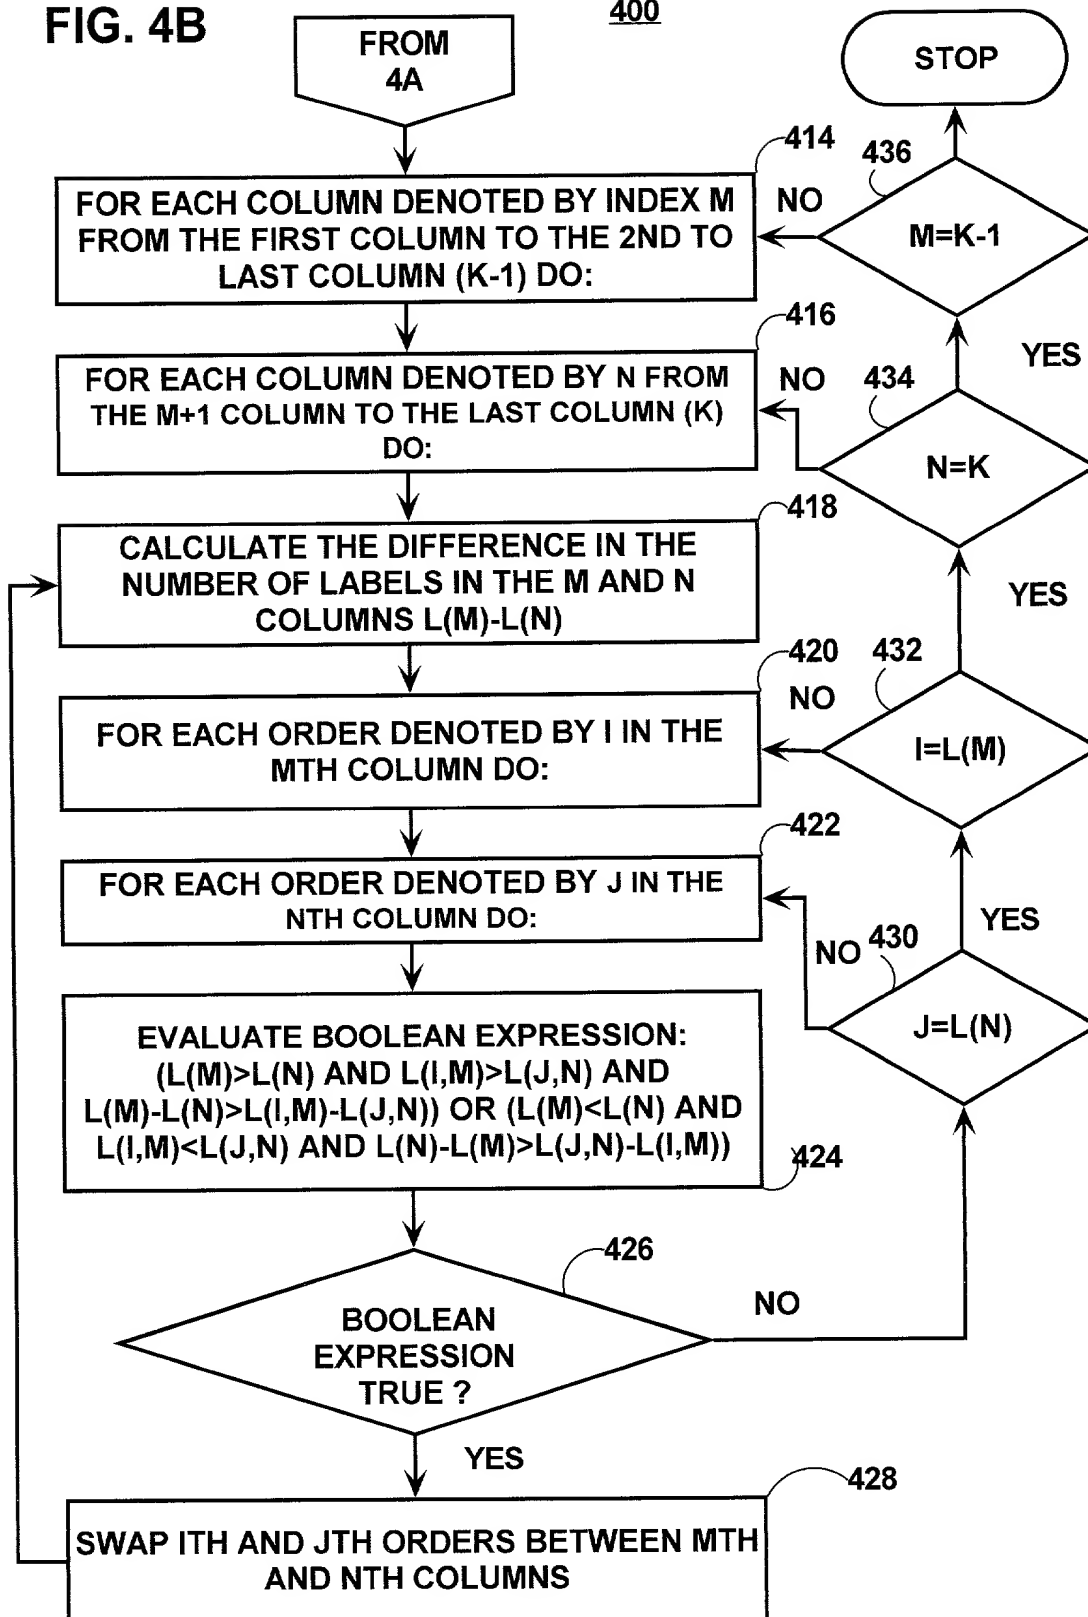 FIG. 4B
400
FROM
4A
STOP
414
436
FOR EACH COLUMN DENOTED BY INDEX M
FROM THE FIRST COLUMN TO THE 2ND TO
LAST COLUMN (K-1) DO:
NO
M=K-1
416
YES
434
FOR EACH COLUMN DENOTED BY N FROM
THE M+1 COLUMN TO THE LAST COLUMN (K)
DO:
NO
N=K
418
YES
CALCULATE THE DIFFERENCE IN THE
NUMBER OF LABELS IN THE M AND N
COLUMNS L(M)-L(N)
420
432
NO
FOR EACH ORDER DENOTED BY I IN THE
MTH COLUMN DO:
I=L(M)
422
YES
FOR EACH ORDER DENOTED BY J IN THE
NTH COLUMN DO:
NO
430
J=L(N)
EVALUATE BOOLEAN EXPRESSION:
(L(M)>L(N) AND L(I,M)>L(J,N) AND
L(M)-L(N)>L(I,M)-L(J,N)) OR (L(M)<L(N) AND
L(I,M)<L(J,N) AND L(N)-L(M)>L(J,N)-L(I,M))
424
426
BOOLEAN
EXPRESSION
TRUE ?
NO
YES
428
SWAP ITH AND JTH ORDERS BETWEEN MTH
AND NTH COLUMNS